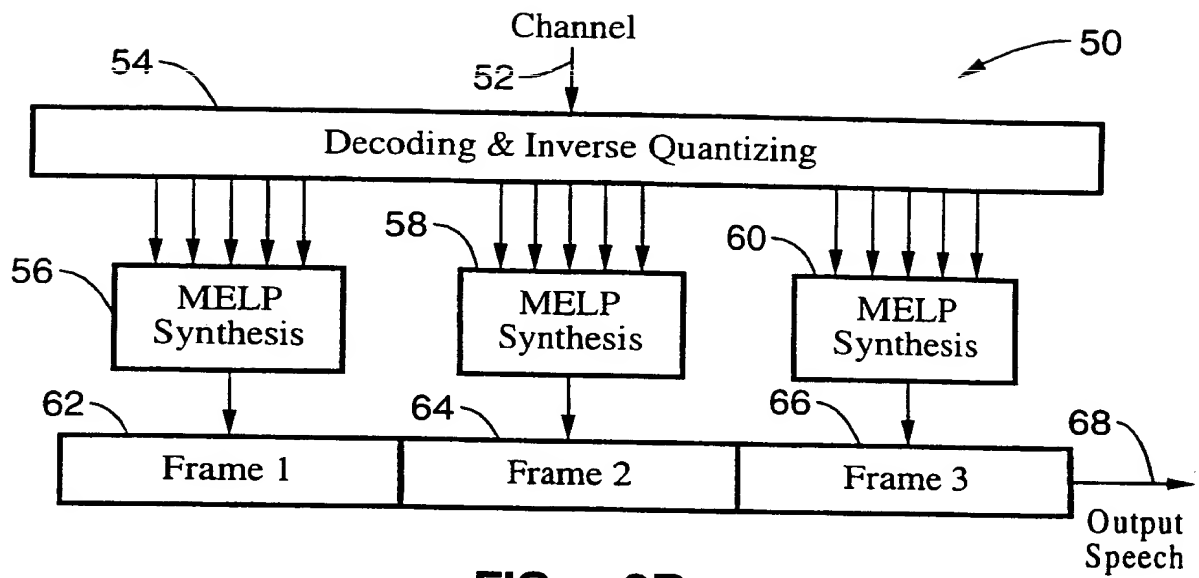 Channel
52
50
54
Decoding & Inverse Quantizing
56
MELP
Synthesis
58
MELP
Synthesis
60
MELP
Synthesis
62
Frame 1
64
Frame 2
66
Frame 3
68
Output
Speech